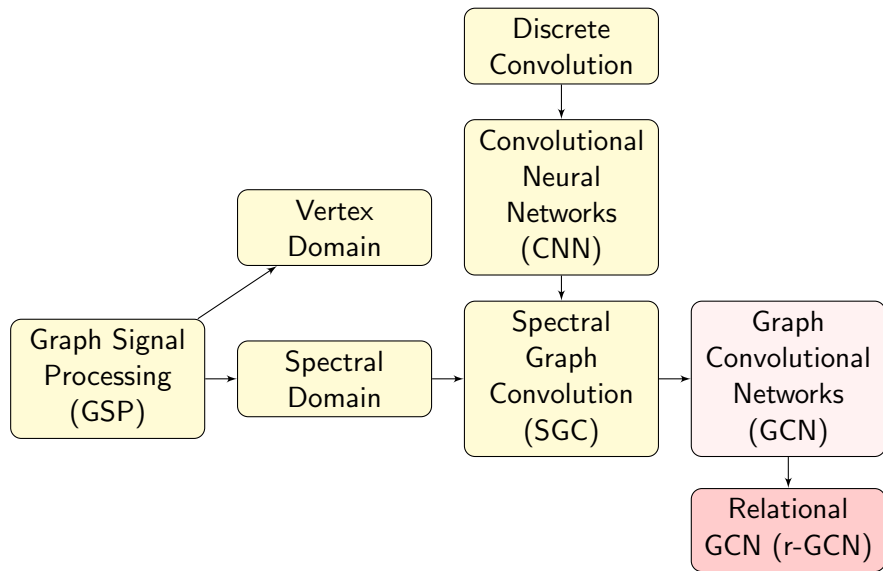 Discrete
Convolution
Convolutional
Neural
Networks
(CNN)
Vertex
Domain
Graph Signal
Processing
(GSP)
Spectral
Domain
Spectral
Graph
Convolution
(SGC)
Graph
Convolutional
Networks
(GCN)
Relational
GCN (r-GCN)